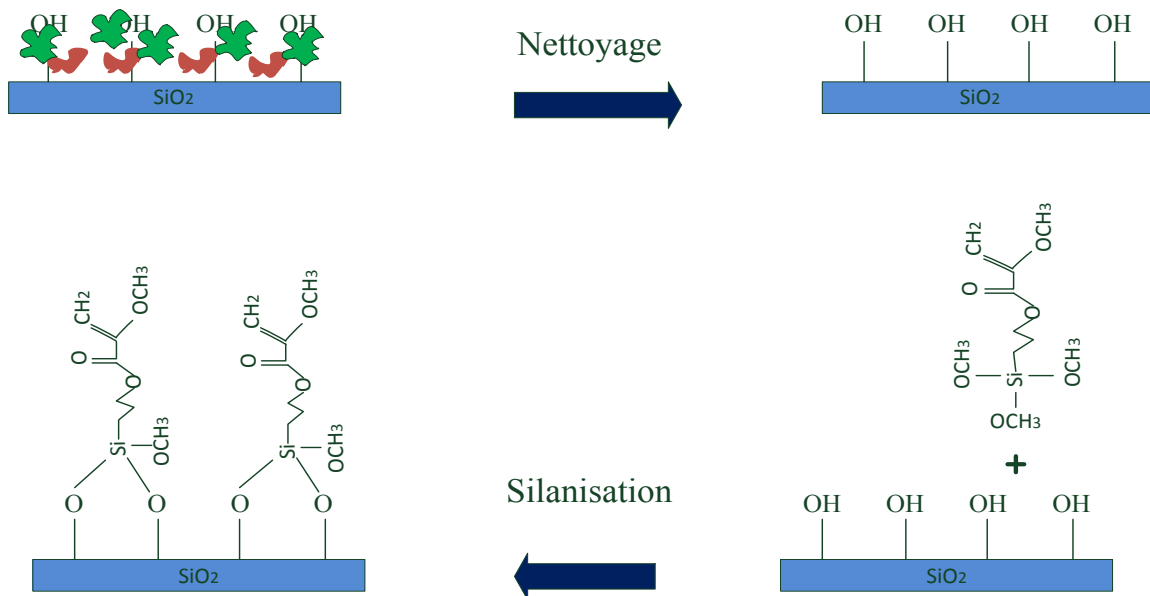 OH OH OH OH
SiO2
Nettoyage
OH OH OH OH
SiO2
CH2 OCH3
O
O
OCH3 Si OCH3
OCH3
+
OH OH OH OH
SiO2
Silanisation
CH2 OCH3 CH2 OCH3
O O
O O
Si OCH3 Si OCH3
O O O O
SiO2